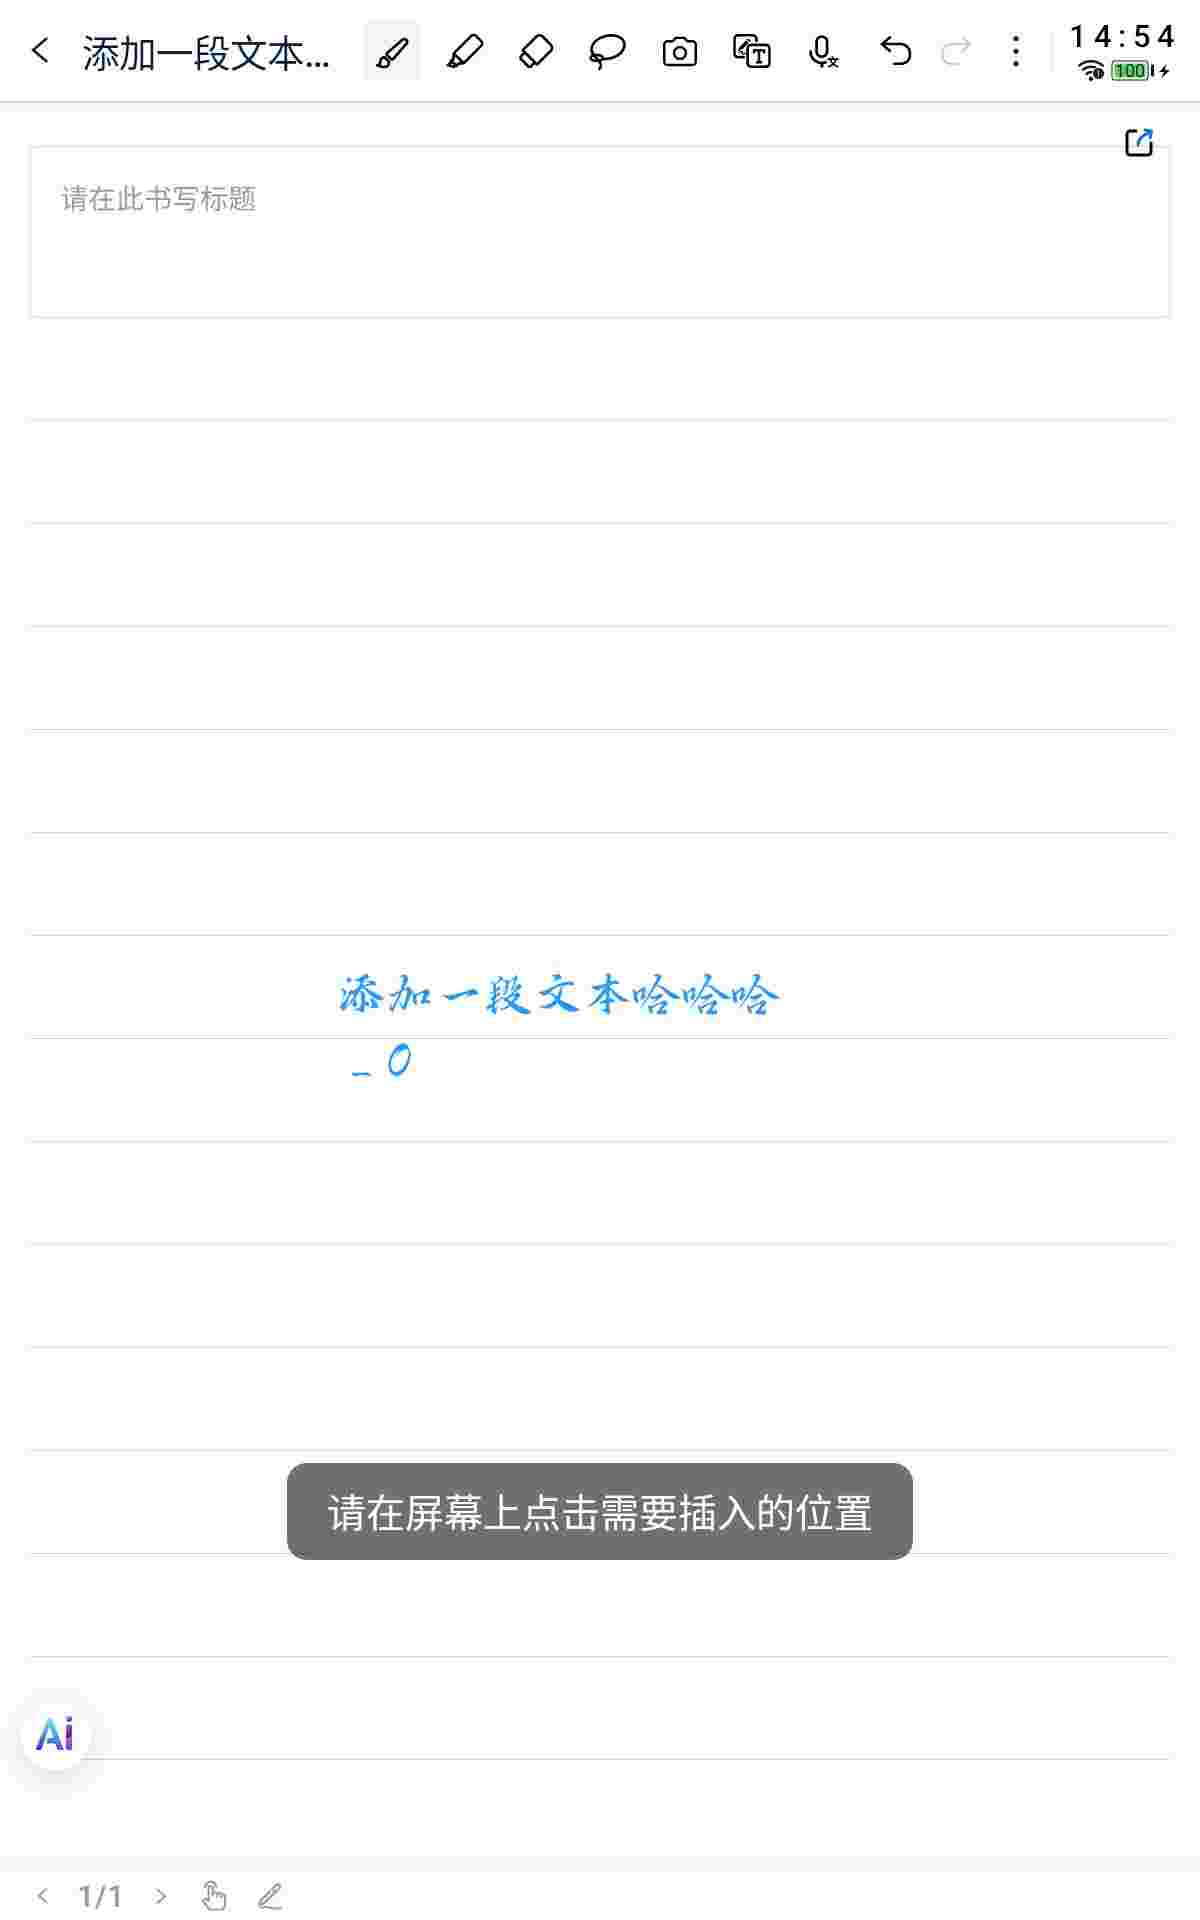 添加一段文本... 14:54
100
请在此书写标题
添加一段文本哈哈哈
_0
请在屏幕上点击需要插入的位置
Ai
1/1